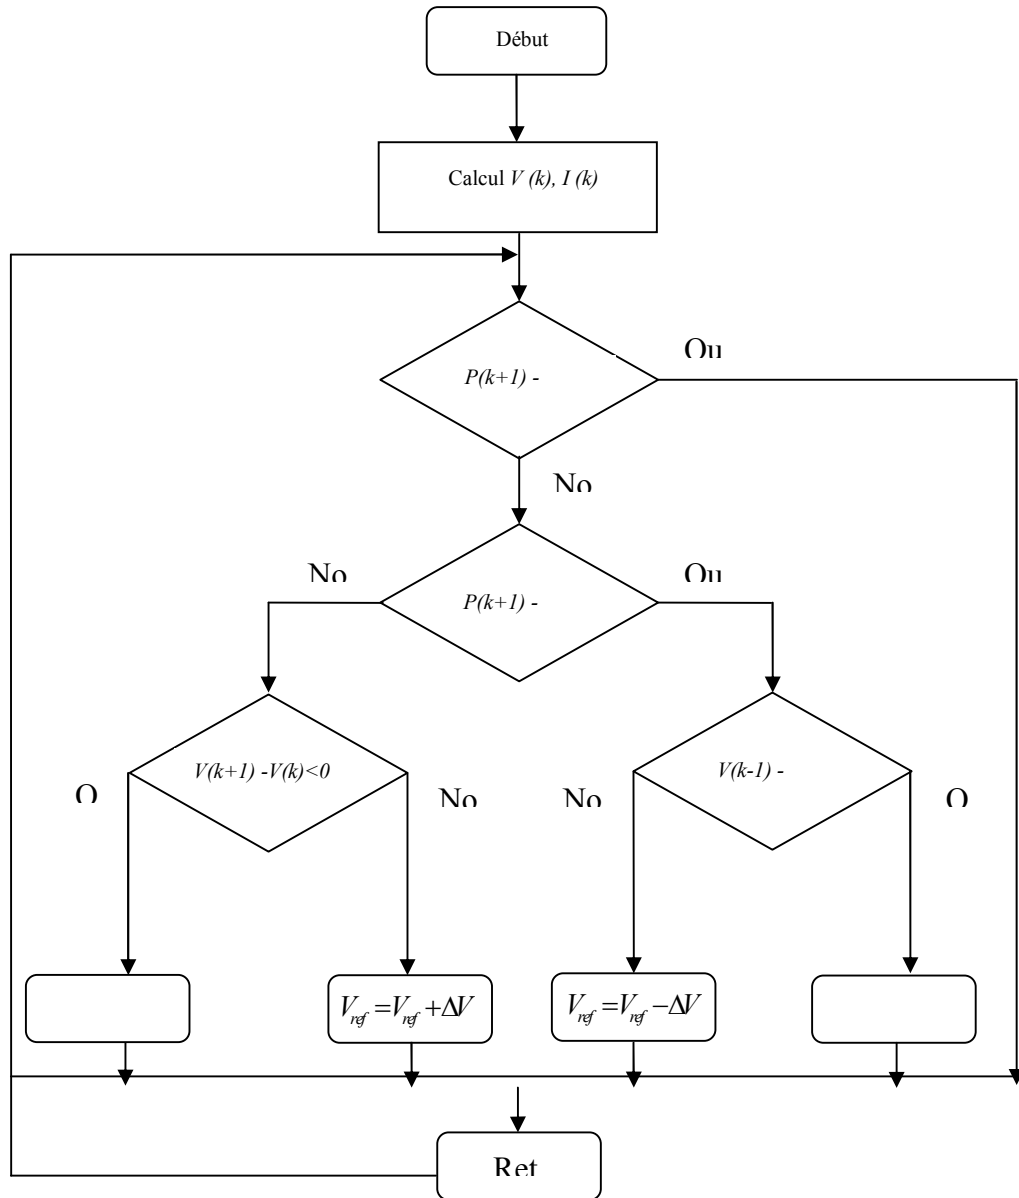 Début
Calcul V (k), I (k)
Ou
P(k+1) -
No
No
Ou
P(k+1) -
V(k+1) -V(k)<0
V(k-1) -
O
No
No
O
V_ref = V_ref + ΔV
V_ref = V_ref − ΔV
Ret